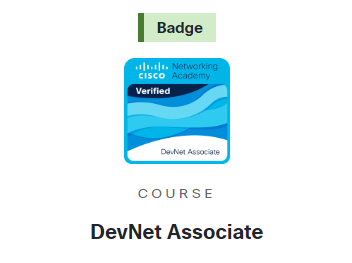 Badge
CISCO
Networking
Academy
Verified
DevNet Associate
COURSE
DevNet Associate